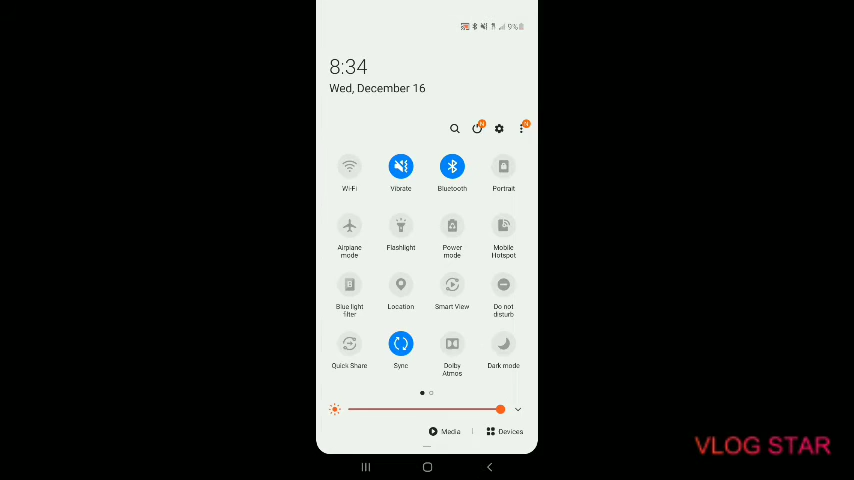 9%
8:34
Wed, December 16
N N
Wi-Fi Vibrate Bluetooth Portrait
Airplane mode Flashlight Power mode Mobile Hotspot
Blue light filter Location Smart View Do not disturb
Quick Share Sync Dolby Atmos Dark mode
Media | Devices
VLOG STAR